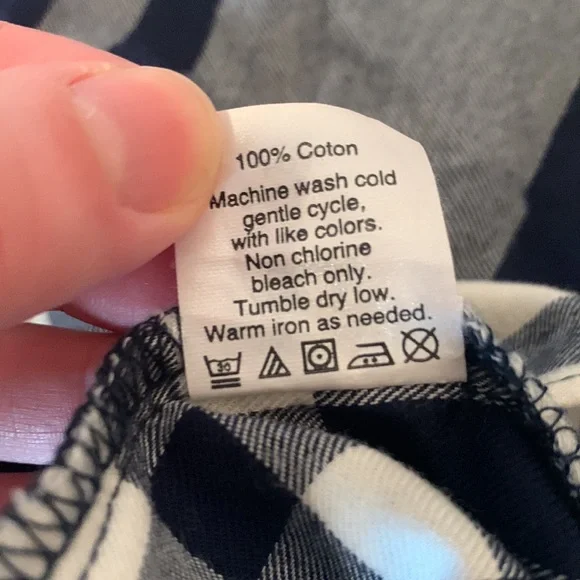 100% Coton
Machine wash cold
gentle cycle,
with like colors.
Non chlorine
bleach only.
Tumble dry low.
Warm iron as needed.
30